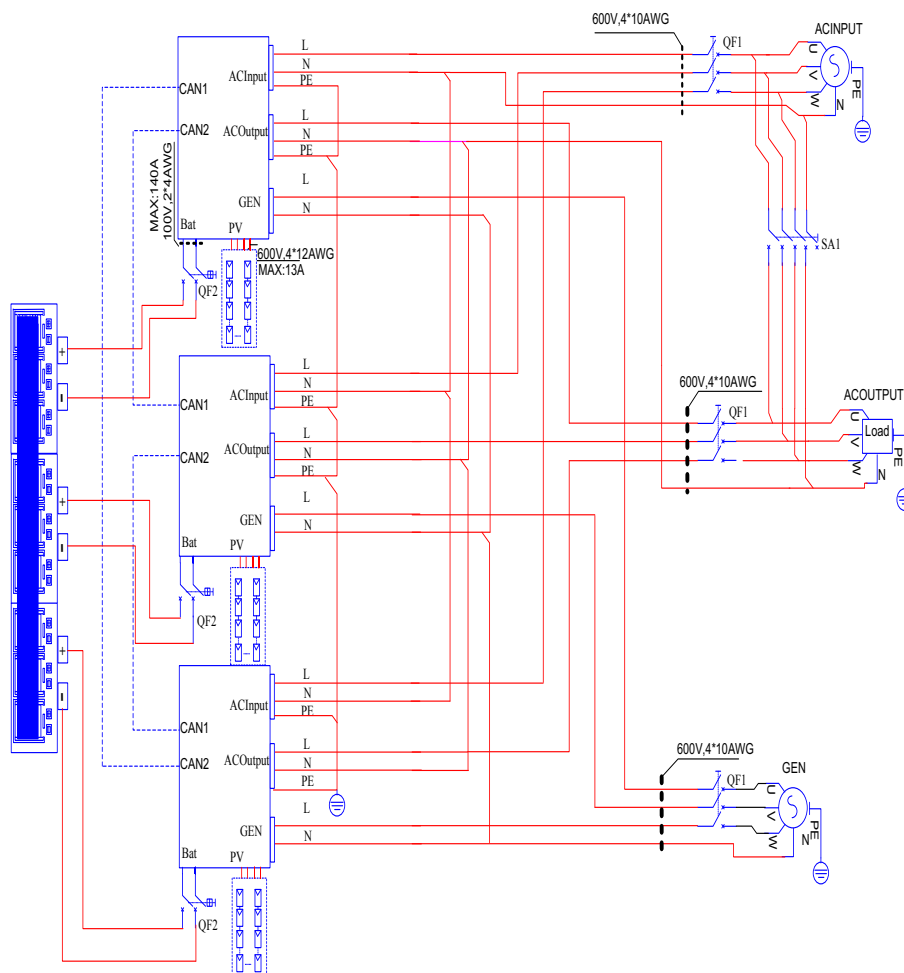 600V,4*10AWG
QF1
ACINPUT
U
V
W
N
PE
L
N
PE
ACInput
CAN1
L
N
PE
ACOutput
CAN2
L
N
GEN
MAX:140A
100V,2*4AWG
Bat
PV
600V,4*12AWG
MAX:13A
QF2
SA1
+
−
L
N
PE
ACInput
CAN1
600V,4*10AWG
QF1
ACOUTPUT
U
V
W
N
Load
PE
L
N
PE
ACOutput
CAN2
L
N
GEN
Bat
PV
QF2
+
−
L
N
PE
ACInput
CAN1
L
N
PE
ACOutput
CAN2
600V,4*10AWG
QF1
GEN
U
V
W
N
PE
L
N
GEN
Bat
PV
QF2
+
−